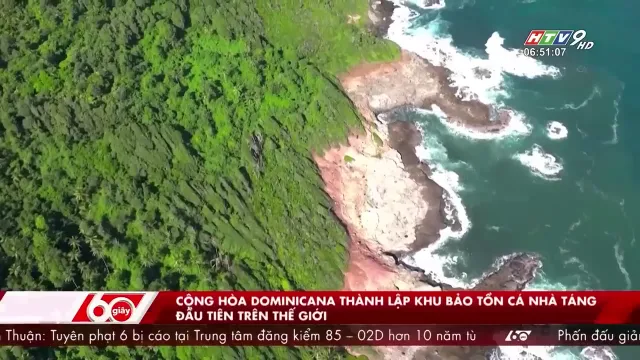 HTV9 HD
06:51:07
60 giây
CỘNG HÒA DOMINICANA THÀNH LẬP KHU BẢO TỒN CÁ NHÀ TÁNG
ĐẦU TIÊN TRÊN THẾ GIỚI
Thuận: Tuyên phạt 6 bị cáo tại Trung tâm đăng kiểm 85 – 02D hơn 10 năm tù 60 Phấn đấu giải